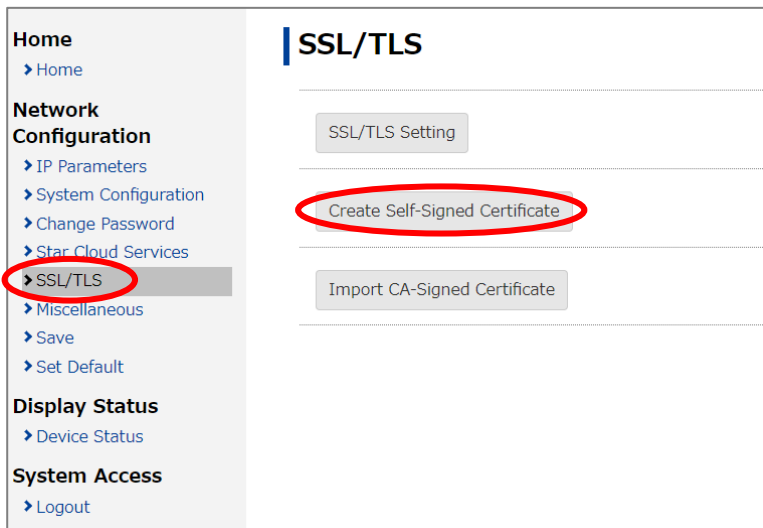 Home
Home
Network
Configuration
IP Parameters
System Configuration
Change Password
Star Cloud Services
SSL/TLS
Miscellaneous
Save
Set Default
Display Status
Device Status
System Access
Logout
SSL/TLS
SSL/TLS Setting
Create Self-Signed Certificate
Import CA-Signed Certificate